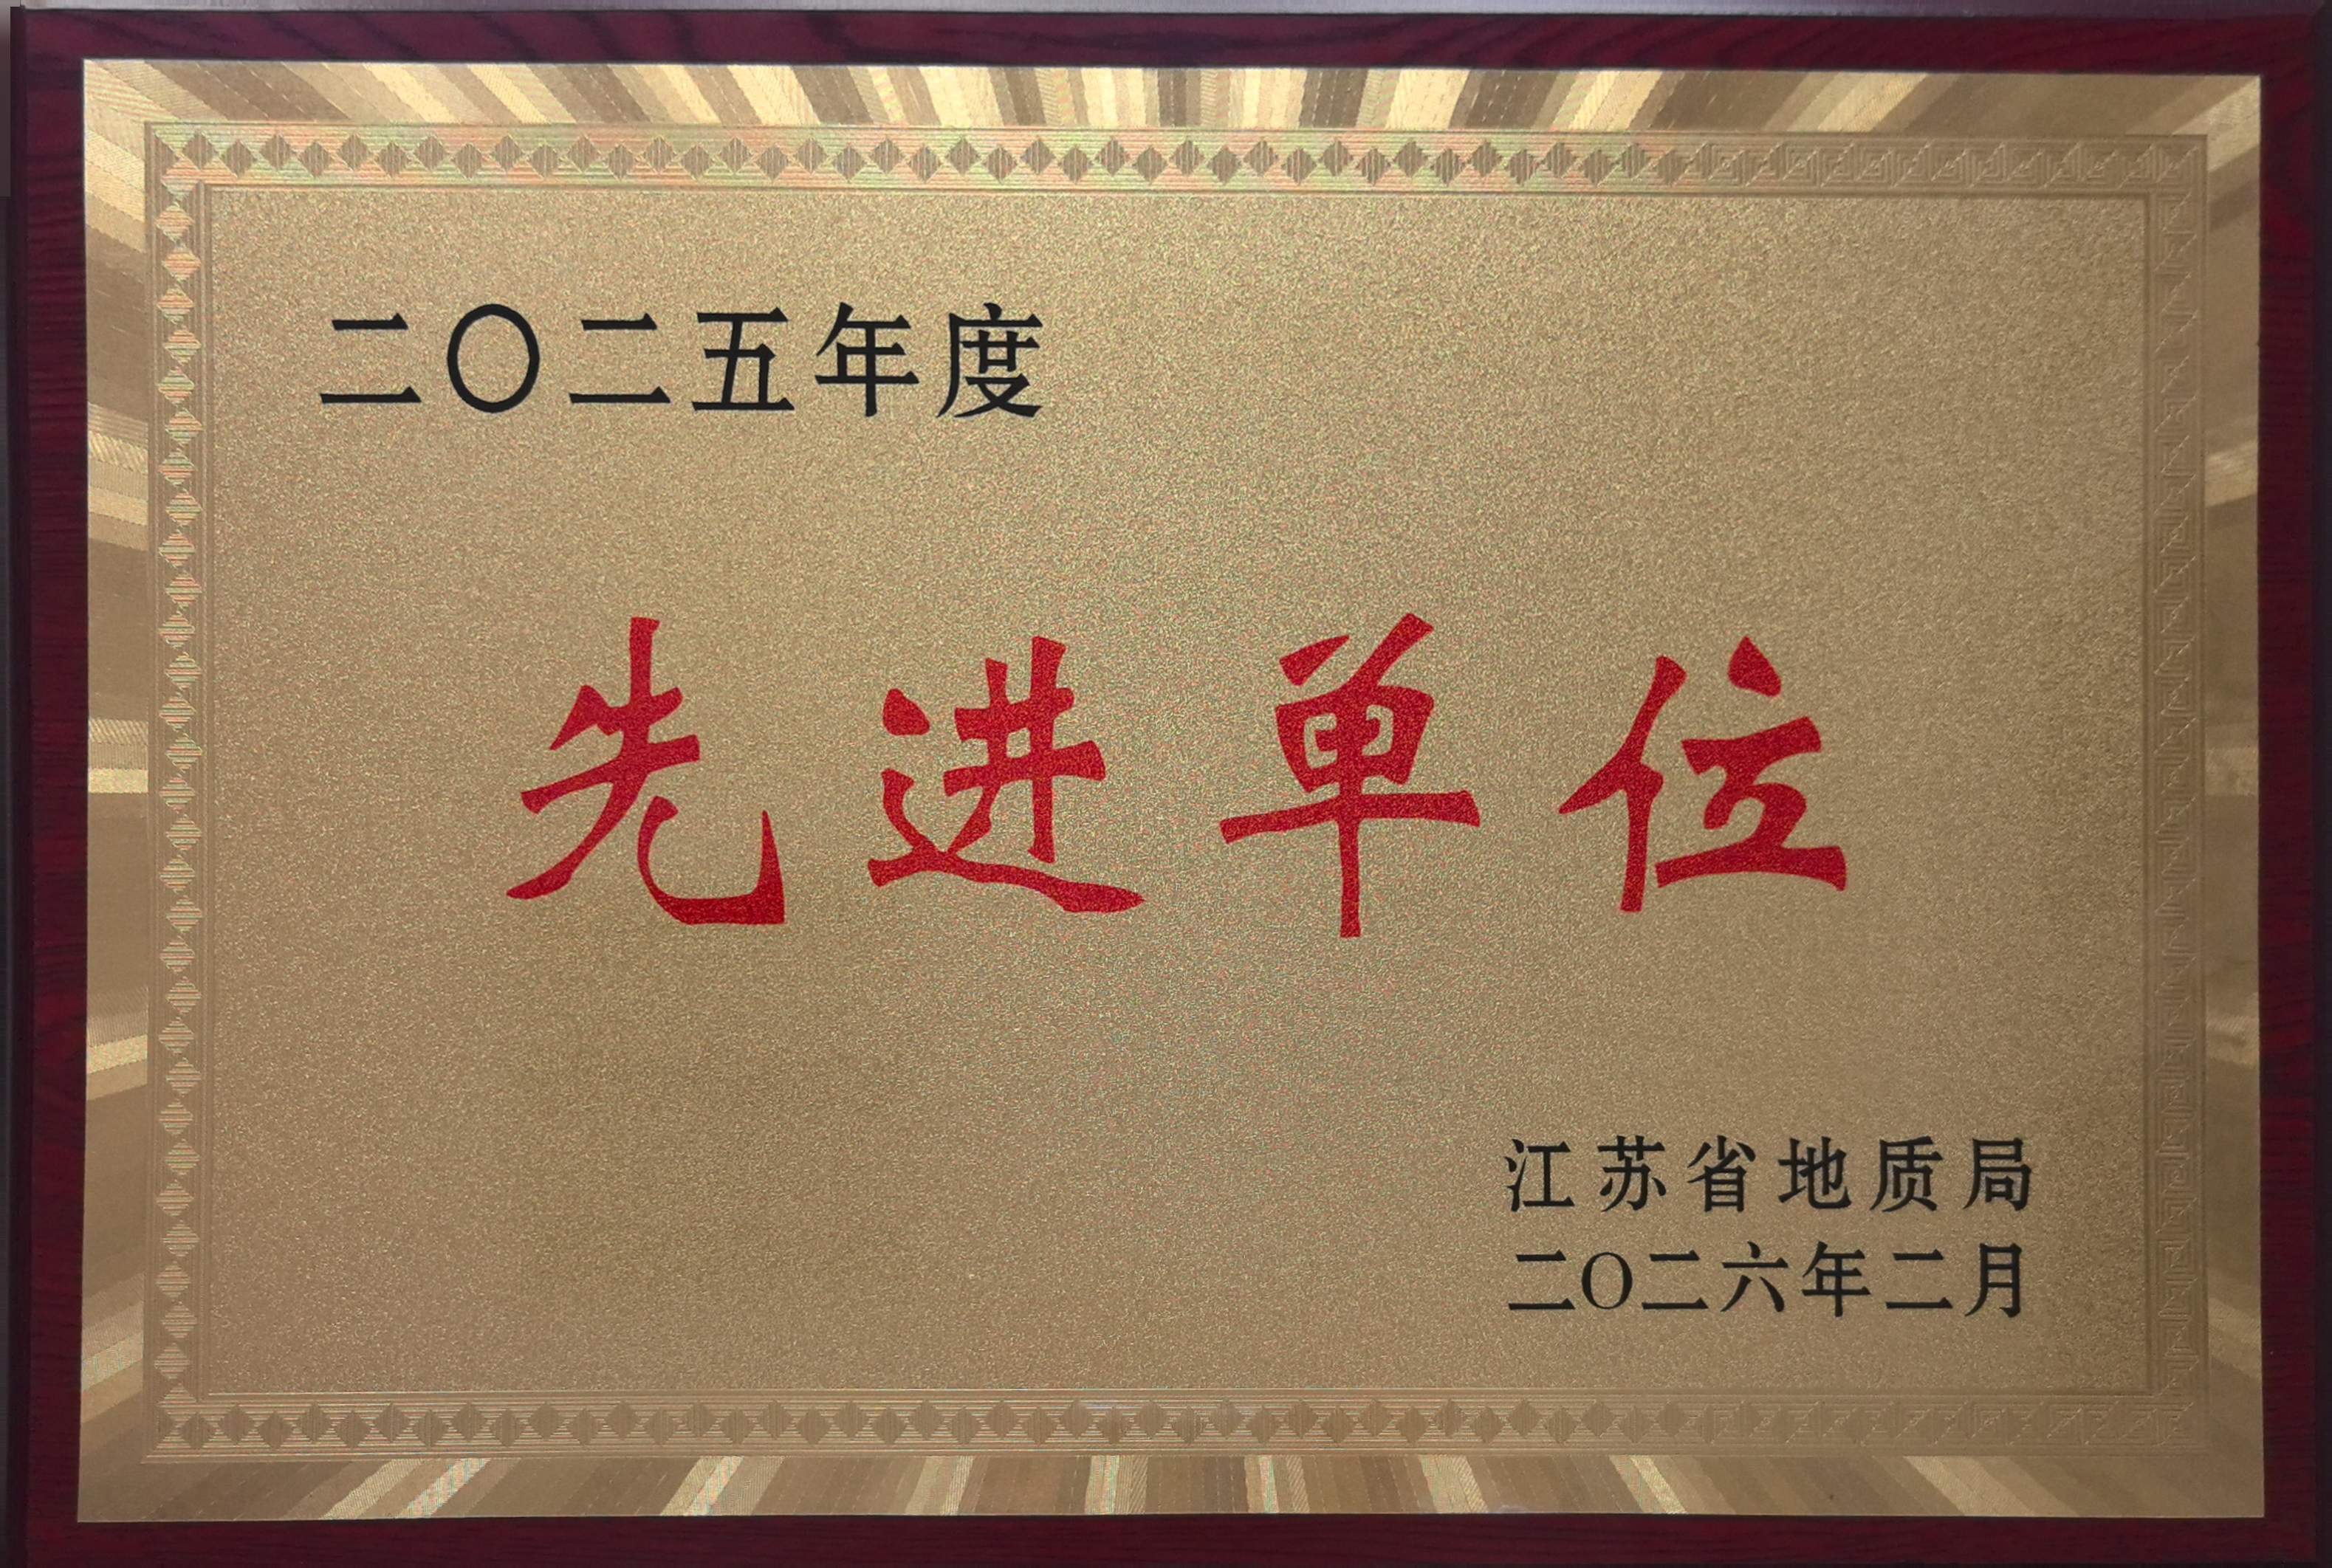 二〇二五年度
先进单位
江苏省地质局
二〇二六年二月